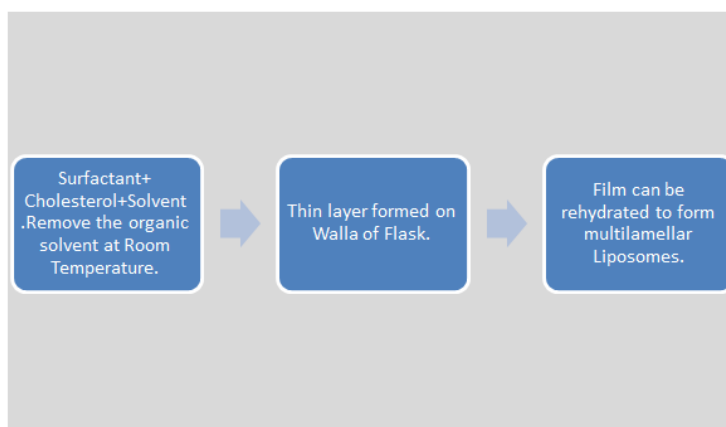 Surfactant+
Cholesterol+Solvent
.Remove the organic
solvent at Room
Temperature.
Thin layer formed on
Walla of Flask.
Film can be
rehydrated to form
multilamellar
Liposomes.